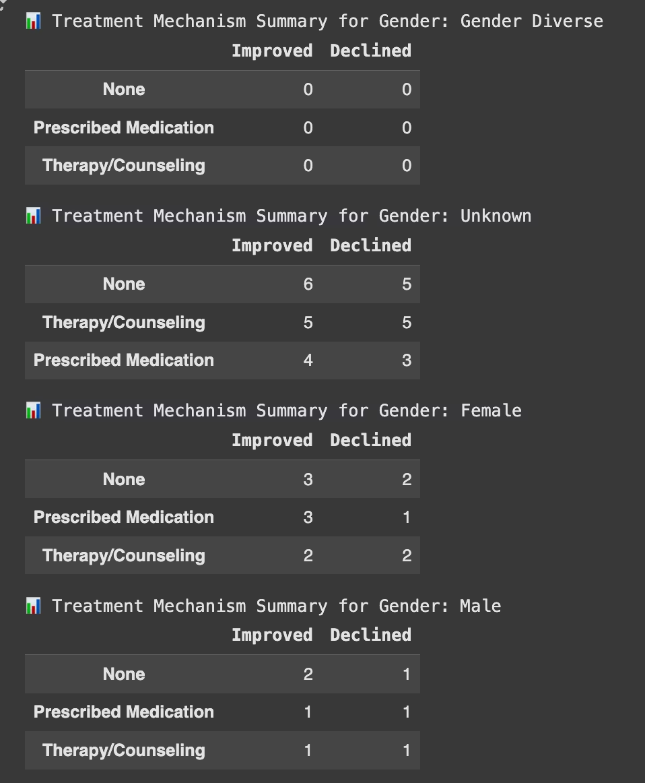 📊 Treatment Mechanism Summary for Gender: Gender Diverse
Improved Declined
None 0 0
Prescribed Medication 0 0
Therapy/Counseling 0 0
📊 Treatment Mechanism Summary for Gender: Unknown
Improved Declined
None 6 5
Therapy/Counseling 5 5
Prescribed Medication 4 3
📊 Treatment Mechanism Summary for Gender: Female
Improved Declined
None 3 2
Prescribed Medication 3 1
Therapy/Counseling 2 2
📊 Treatment Mechanism Summary for Gender: Male
Improved Declined
None 2 1
Prescribed Medication 1 1
Therapy/Counseling 1 1